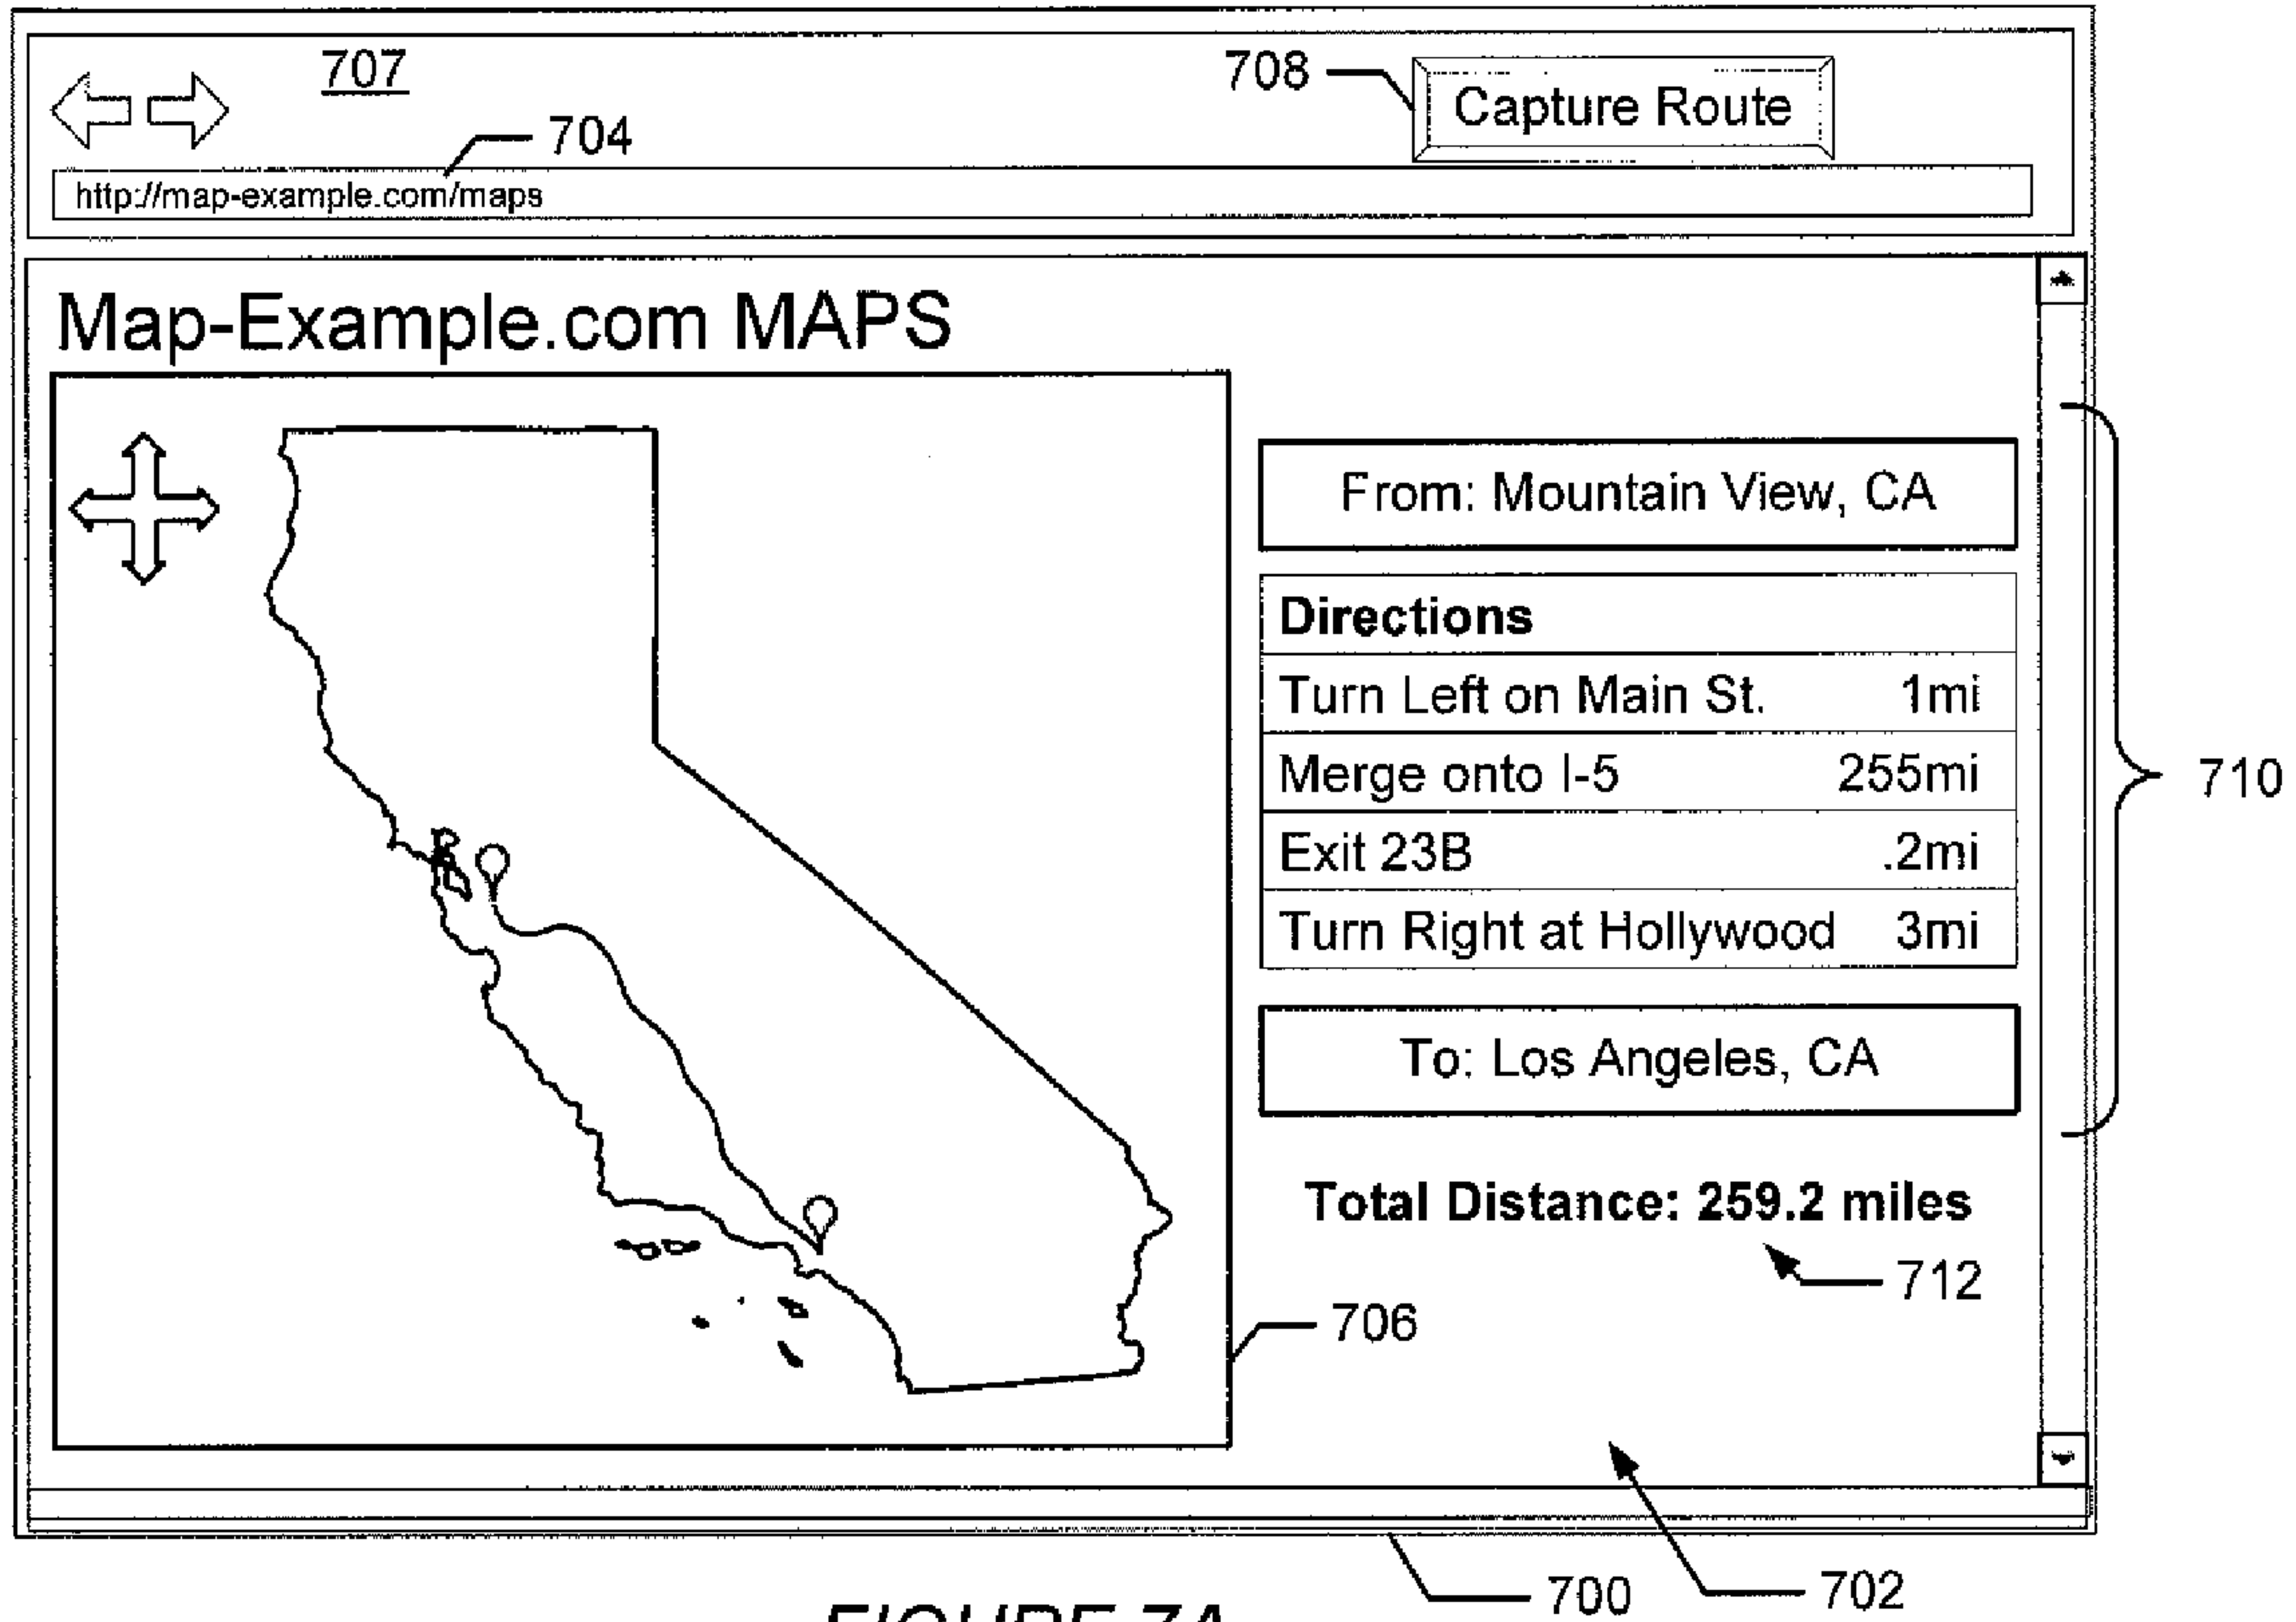 707
708
Capture Route
704
http://map-example.com/maps
Map-Example.com MAPS
From: Mountain View, CA
Directions
Turn Left on Main St. 1mi
Merge onto I-5 255mi
710
Exit 23B .2mi
Turn Right at Hollywood 3mi
To: Los Angeles, CA
Total Distance: 259.2 miles
712
706
700
702
FIGURE 7A